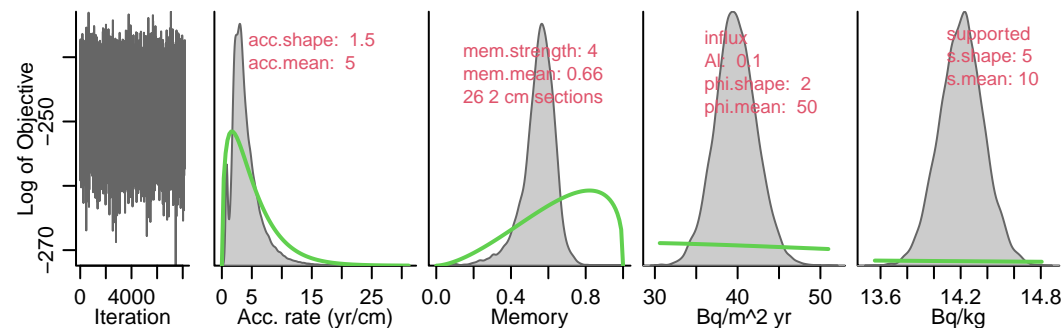 Log of Objective
−270
−250
0
4000
Iteration
acc.shape: 1.5
acc.mean: 5
0
5
15
25
Acc. rate (yr/cm)
mem.strength: 4
mem.mean: 0.66
26 2 cm sections
0.0
0.4
0.8
Memory
influx
Al: 0.1
phi.shape: 2
phi.mean: 50
30
40
50
Bq/m^2 yr
supported
s.shape: 5
s.mean: 10
13.6
14.2
14.8
Bq/kg